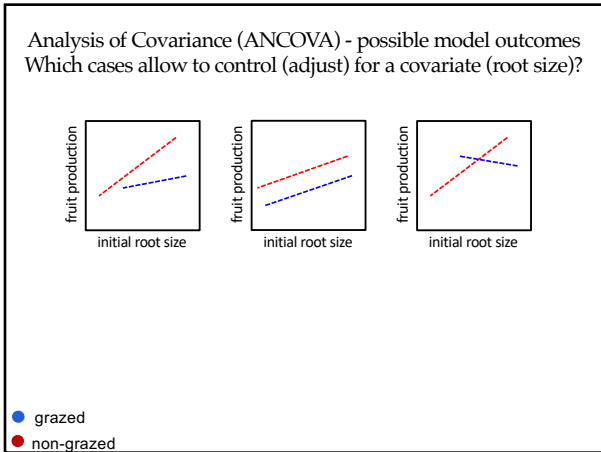 Analysis of Covariance (ANCOVA) - possible model outcomes
Which cases allow to control (adjust) for a covariate (root size)?
fruit production
initial root size
fruit production
initial root size
fruit production
initial root size
grazed
non-grazed